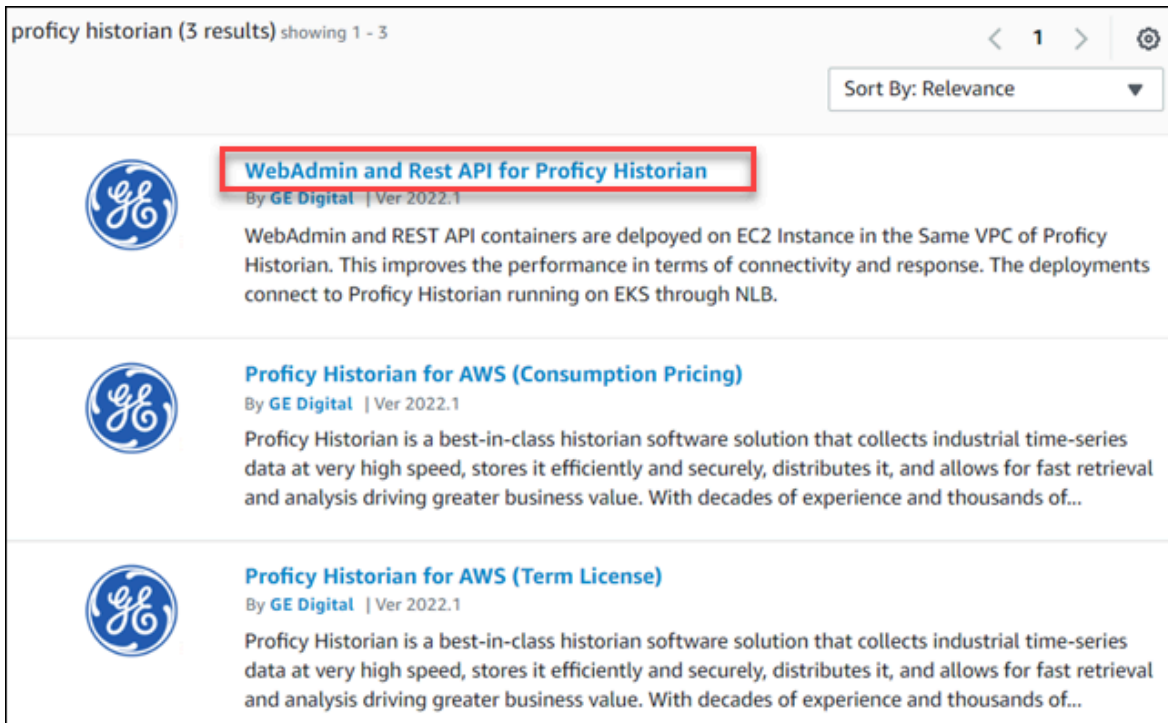 proficy historian (3 results) showing 1 - 3
1
Sort By: Relevance
GE
WebAdmin and Rest API for Proficy Historian
By GE Digital | Ver 2022.1
WebAdmin and REST API containers are delpoyed on EC2 Instance in the Same VPC of Proficy
Historian. This improves the performance in terms of connectivity and response. The deployments
connect to Proficy Historian running on EKS through NLB.
GE
Proficy Historian for AWS (Consumption Pricing)
By GE Digital | Ver 2022.1
Proficy Historian is a best-in-class historian software solution that collects industrial time-series
data at very high speed, stores it efficiently and securely, distributes it, and allows for fast retrieval
and analysis driving greater business value. With decades of experience and thousands of...
GE
Proficy Historian for AWS (Term License)
By GE Digital | Ver 2022.1
Proficy Historian is a best-in-class historian software solution that collects industrial time-series
data at very high speed, stores it efficiently and securely, distributes it, and allows for fast retrieval
and analysis driving greater business value. With decades of experience and thousands of...